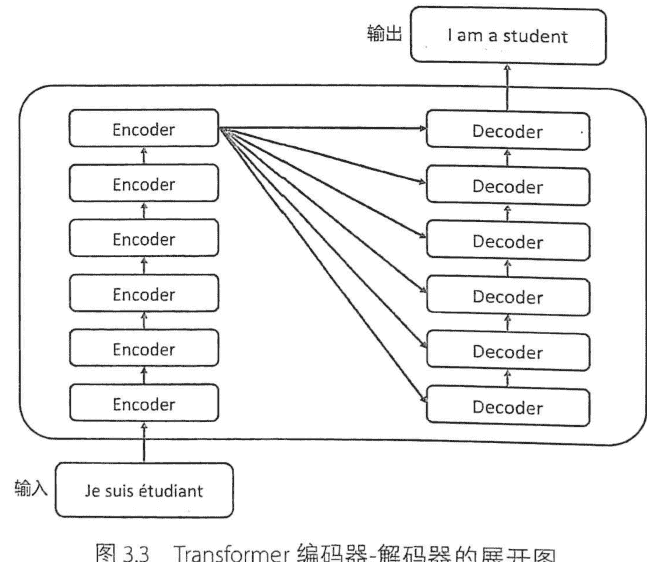 输出
I am a student
Encoder
Decoder
Encoder
Decoder
Encoder
Decoder
Encoder
Decoder
Encoder
Decoder
Encoder
Decoder
输入
Je suis étudiant
图 3.3 Transformer 编码器-解码器的展开图